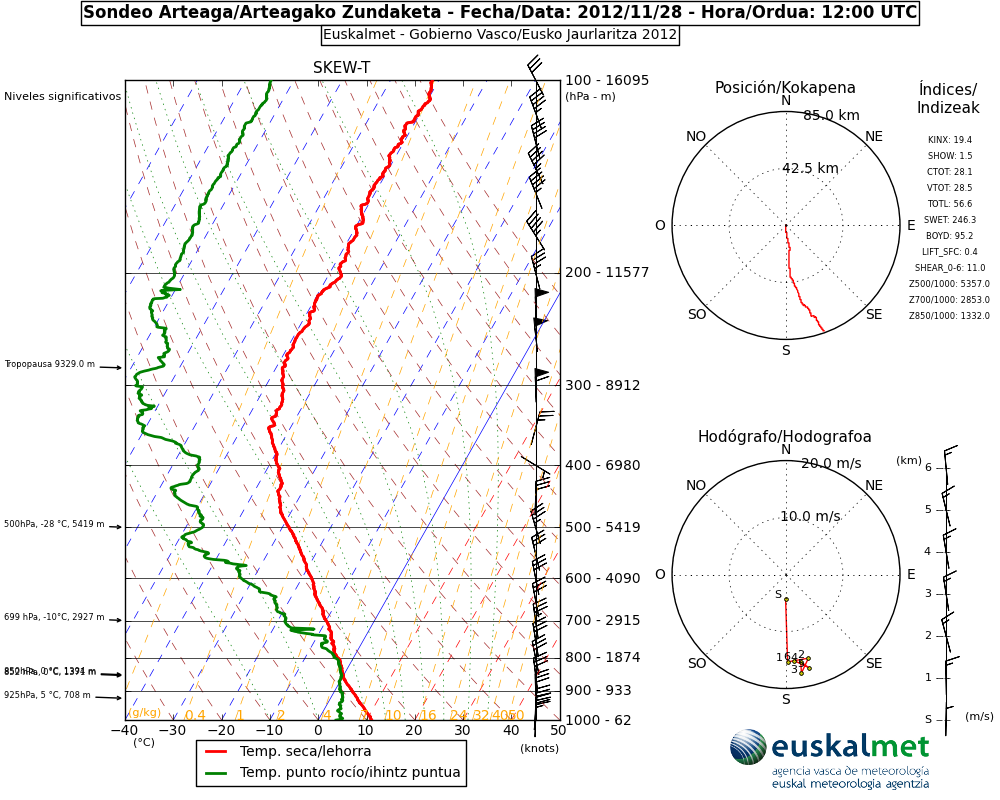 Sondeo Arteaga/Arteagako Zundaketa - Fecha/Data: 2012/11/28 - Hora/Ordua: 12:00 UTC
Euskalmet - Gobierno Vasco/Eusko Jaurlaritza 2012
SKEW-T
Niveles significativos
Tropopausa 9329.0 m
500hPa, -28 °C, 5419 m
699 hPa, -10°C, 2927 m
925hPa, 5 °C, 708 m
100 - 16095
(hPa - m)
200 - 11577
300 - 8912
400 - 6980
500 - 5419
600 - 4090
700 - 2915
800 - 1874
900 - 933
1000 - 62
(g/kg) 0.4 1 2 4 10 16 24 32 40 50
−40 −30 −20 −10 0 10 20 30 40 50
(°C)
(knots)
Temp. seca/lehorra
Temp. punto rocío/ihintz puntua
Posición/Kokapena
N
85.0 km
NO
NE
42.5 km
O
E
SO
SE
S
Índices/
Indizeak
KINX: 19.4
SHOW: 1.5
CTOT: 28.1
VTOT: 28.5
TOTL: 56.6
SWET: 246.3
BOYD: 95.2
LIFT_SFC: 0.4
SHEAR_0-6: 11.0
Z500/1000: 5357.0
Z700/1000: 2853.0
Z850/1000: 1332.0
Hodógrafo/Hodografoa
N
20.0 m/s
NO
NE
10.0 m/s
O
E
S
SO
SE
S
(km)
6
5
4
3
2
1
S
(m/s)
euskalmet
agencia vasca de meteorología
euskal meteorologia agentzia